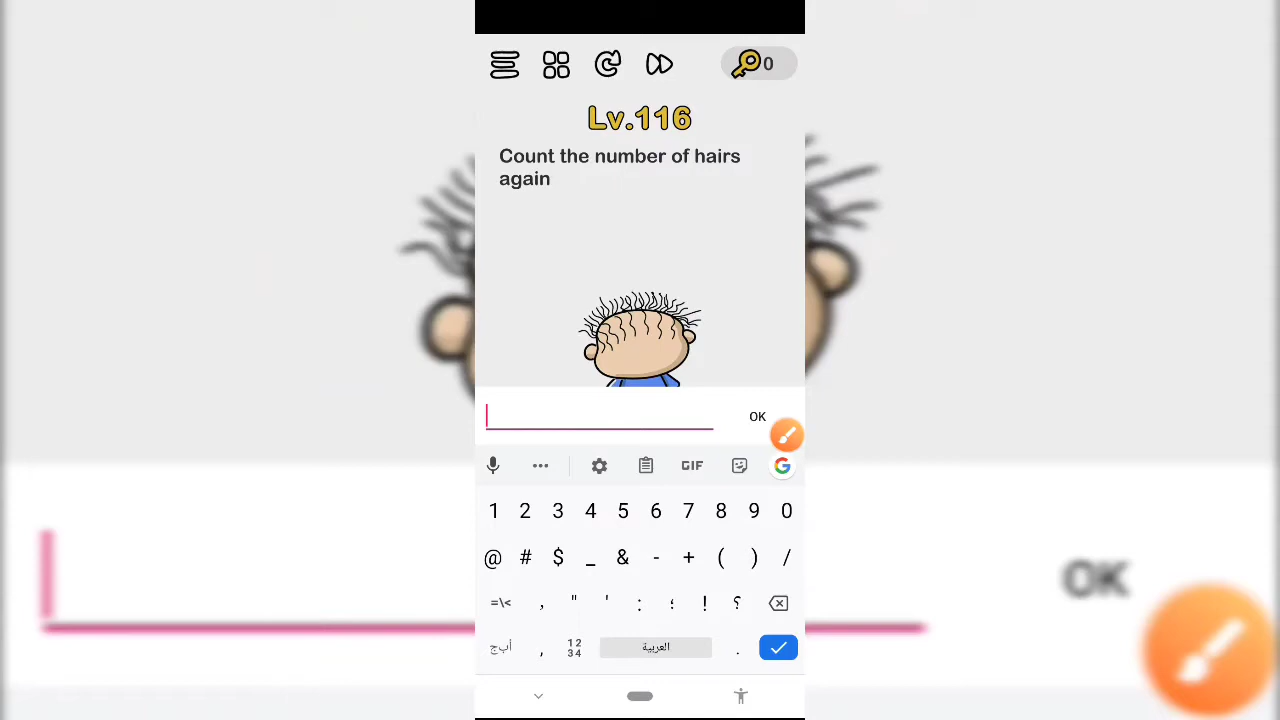 0
Lv.116
Count the number of hairs
again
OK
GIF
1 2 3 4 5 6 7 8 9 0
@ # $ _ & - + ( ) /
=\< , " ' : ؛ ! ؟
أب‌ج , 12 34 العربية .
OK